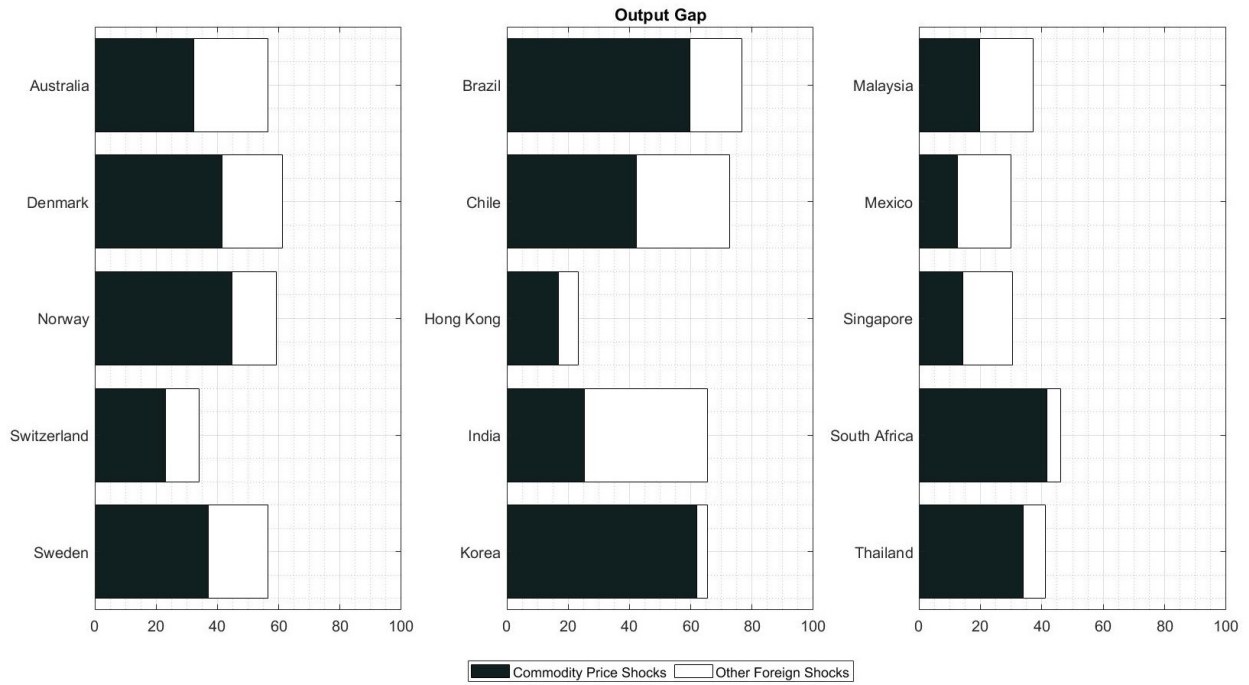 Output Gap
Australia
Denmark
Norway
Switzerland
Sweden
0 20 40 60 80 100
Brazil
Chile
Hong Kong
India
Korea
0 20 40 60 80 100
Malaysia
Mexico
Singapore
South Africa
Thailand
0 20 40 60 80 100
Commodity Price Shocks Other Foreign Shocks